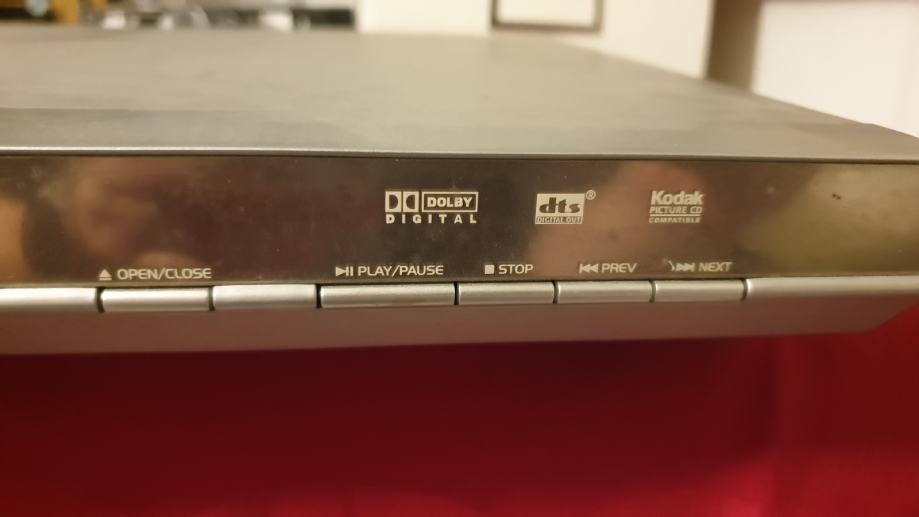 DOLBY
DIGITAL
dts®
DIGITAL OUT
Kodak
PICTURE CD
COMPATIBLE
OPEN/CLOSE
PLAY/PAUSE
STOP
PREV
NEXT